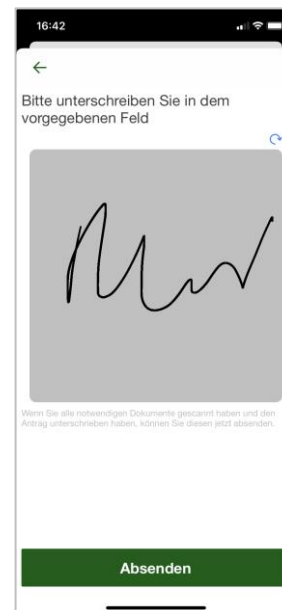 16:42
Bitte unterschreiben Sie in dem
vorgegebenen Feld
Wenn Sie alle notwendigen Dokumente gescannt haben und den
Antrag unterschrieben haben, können Sie diesen jetzt absenden.
Absenden